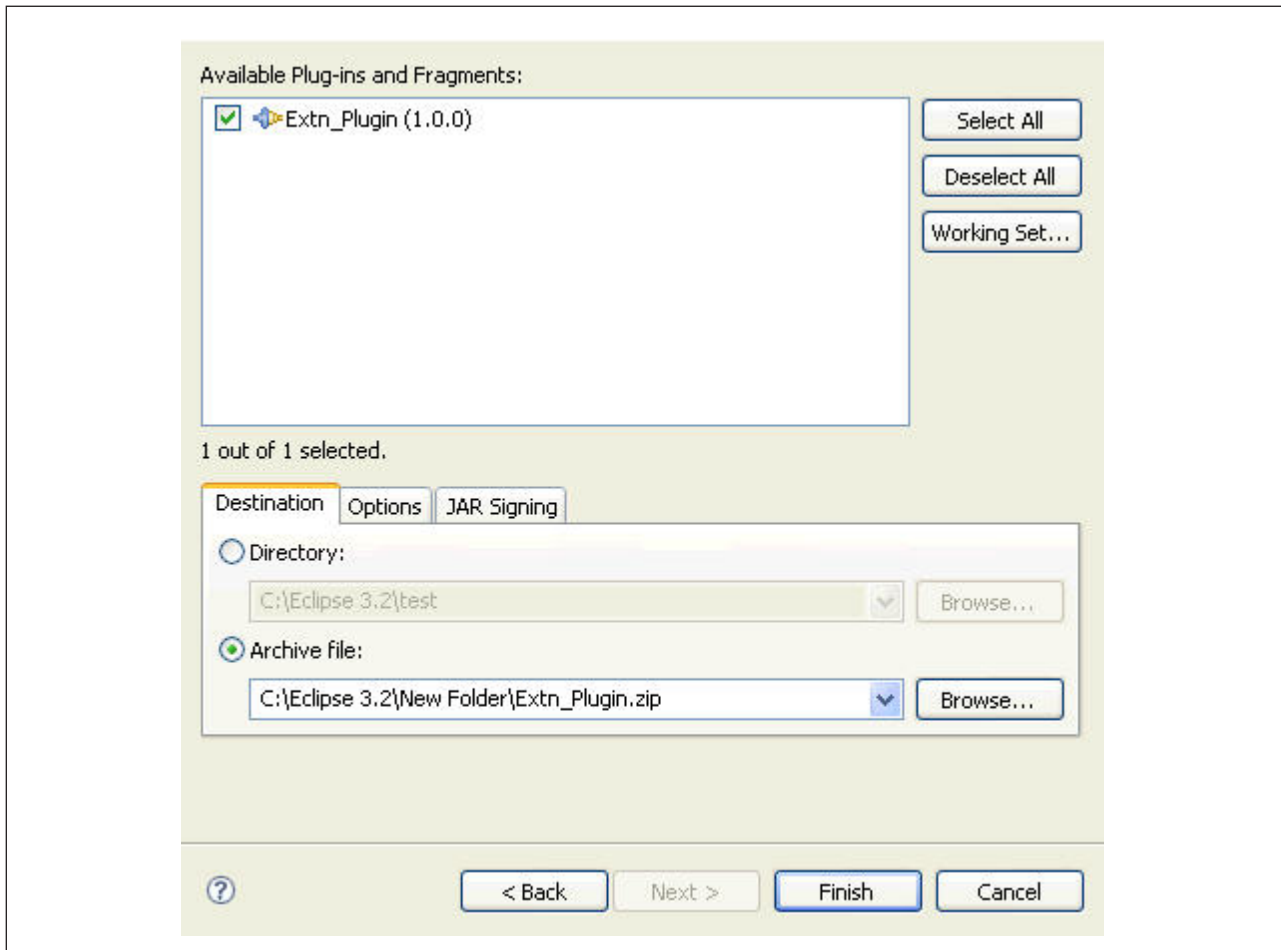 Available Plug-ins and Fragments:
Extn_Plugin (1.0.0)
Select All
Deselect All
Working Set...
1 out of 1 selected.
Destination
Options
JAR Signing
Directory:
C:\Eclipse 3.2\test
Browse...
Archive file:
C:\Eclipse 3.2\New Folder\Extn_Plugin.zip
Browse...
?
< Back
Next >
Finish
Cancel